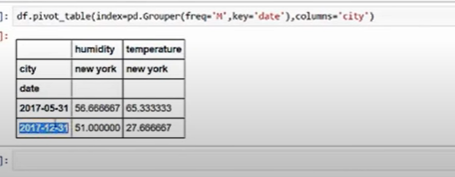 ]: df.pivot_table(index=pd.Grouper(freq='M',key='date'),columns='city')
]:
humidity temperature
city new york new york
date
2017-05-31 56.666667 65.333333
2017-12-31 51.000000 27.666667
]: